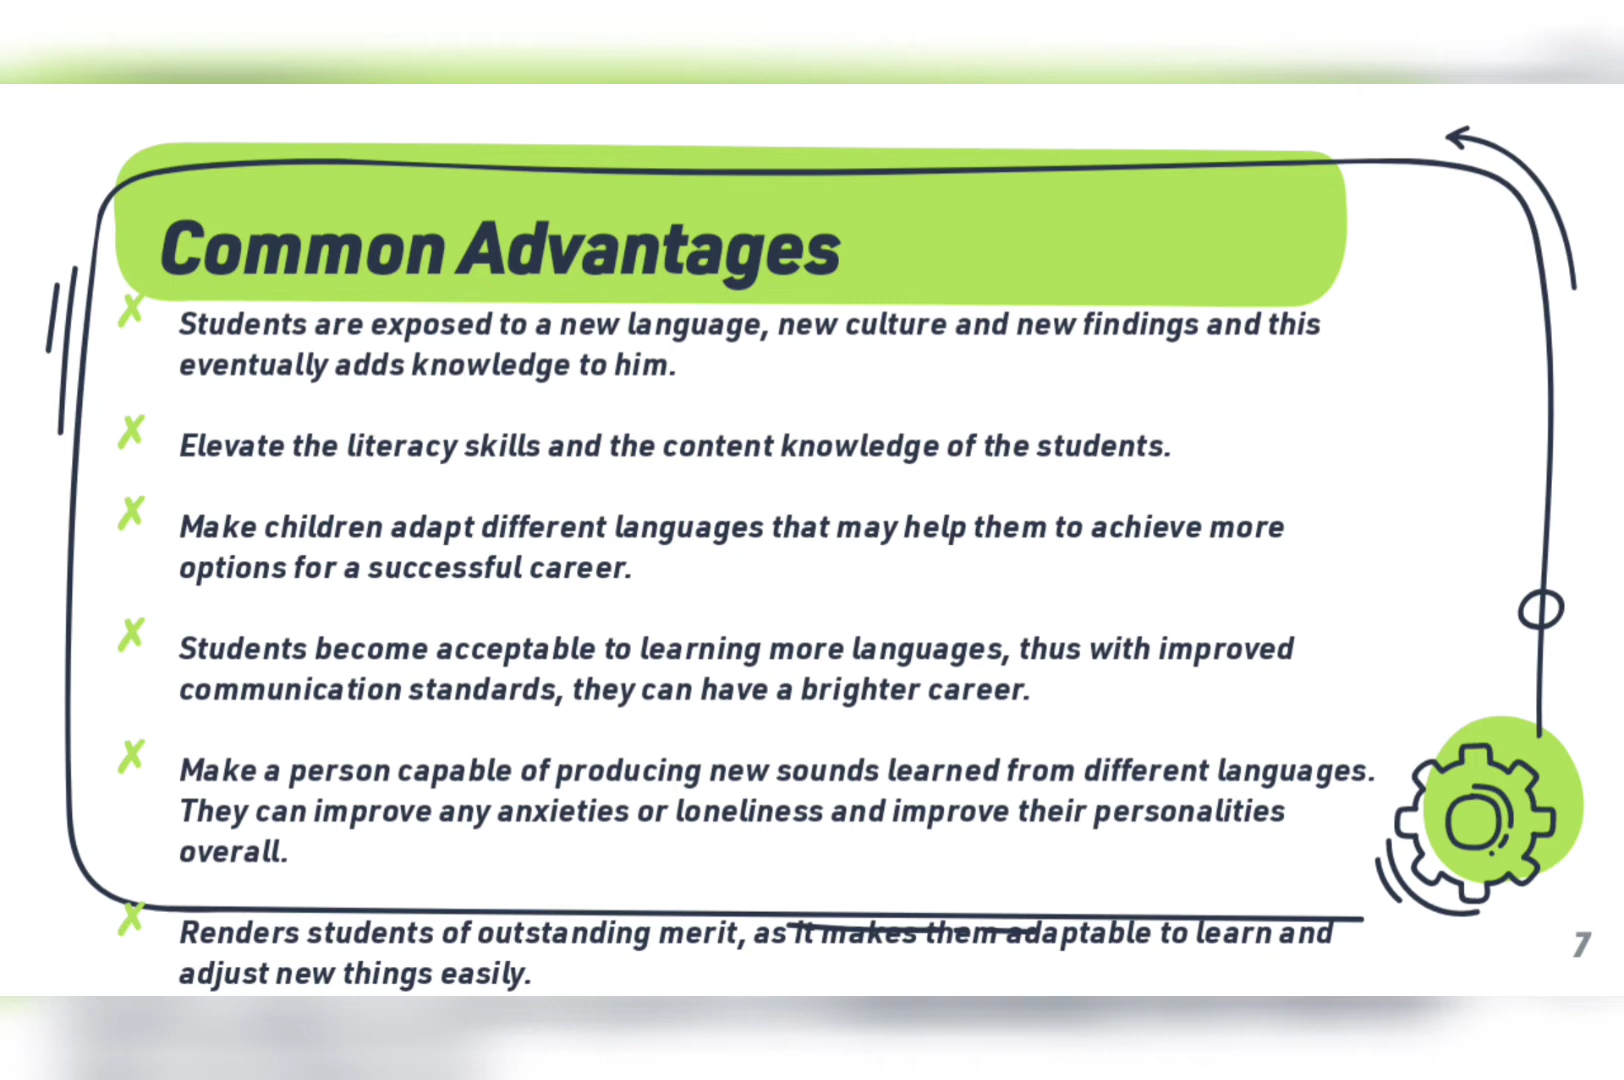 Common Advantages
✗ Students are exposed to a new language, new culture and new findings and this
eventually adds knowledge to him.
✗ Elevate the literacy skills and the content knowledge of the students.
✗ Make children adapt different languages that may help them to achieve more
options for a successful career.
✗ Students become acceptable to learning more languages, thus with improved
communication standards, they can have a brighter career.
✗ Make a person capable of producing new sounds learned from different languages.
They can improve any anxieties or loneliness and improve their personalities
overall.
✗ Renders students of outstanding merit, as it makes them adaptable to learn and
adjust new things easily.
7